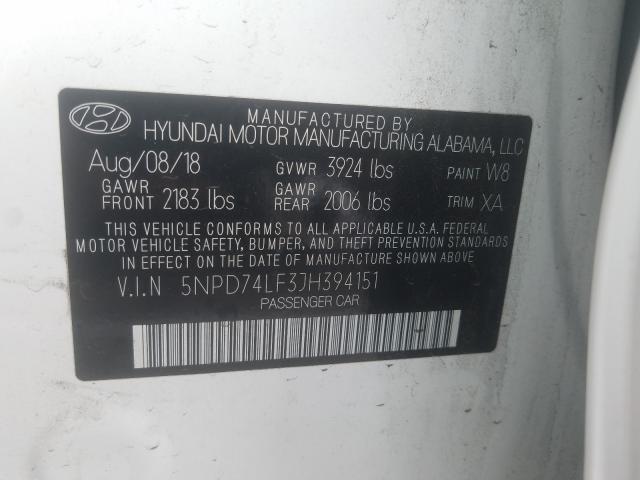 MANUFACTURED BY
HYUNDAI MOTOR MANUFACTURING ALABAMA, LLC
Aug/08/18 GVWR 3924 lbs PAINT W8
GAWR FRONT 2183 lbs GAWR REAR 2006 lbs TRIM XA
THIS VEHICLE CONFORMS TO ALL APPLICABLE U.S.A. FEDERAL
MOTOR VEHICLE SAFETY, BUMPER, AND THEFT PREVENTION STANDARDS
IN EFFECT ON THE DATE OF MANUFACTURE SHOWN ABOVE
V.I.N 5NPD74LF3JH394151
PASSENGER CAR